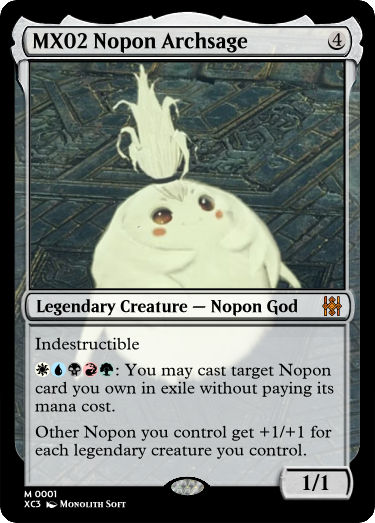 MX02 Nopon Archsage 4
Legendary Creature — Nopon God
Indestructible
: You may cast target Nopon
card you own in exile without paying its
mana cost.
Other Nopon you control get +1/+1 for
each legendary creature you control.
1/1
M 0001
XC3 Monolith Soft